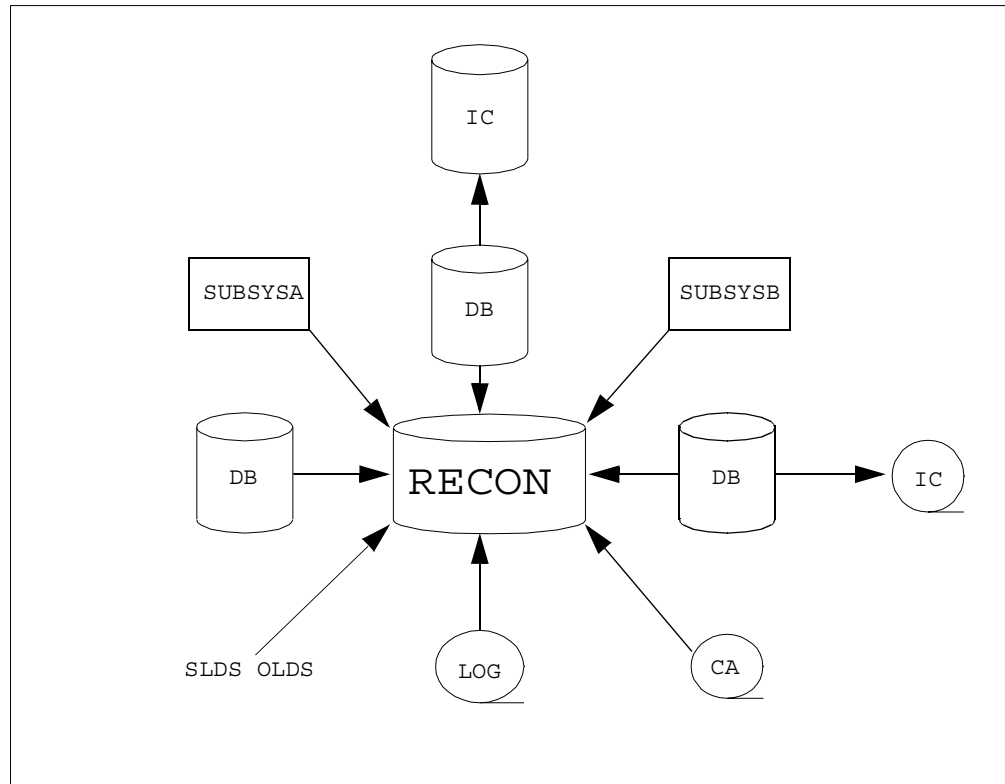 IC
SUBSYSA
DB
SUBSYSB
DB
RECON
DB
IC
SLDS OLDS
LOG
CA